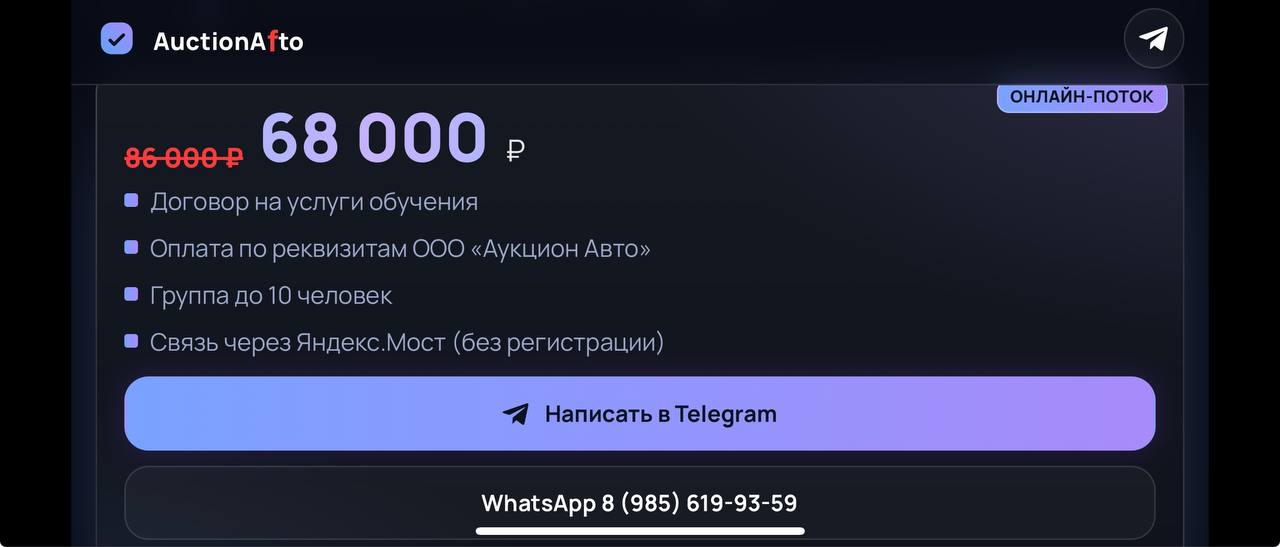 AuctionAfto
ОНЛАЙН-ПОТОК
86 000 ₽ 68 000 ₽
Договор на услуги обучения
Оплата по реквизитам ООО «Аукцион Авто»
Группа до 10 человек
Связь через Яндекс.Мост (без регистрации)
Написать в Telegram
WhatsApp 8 (985) 619-93-59